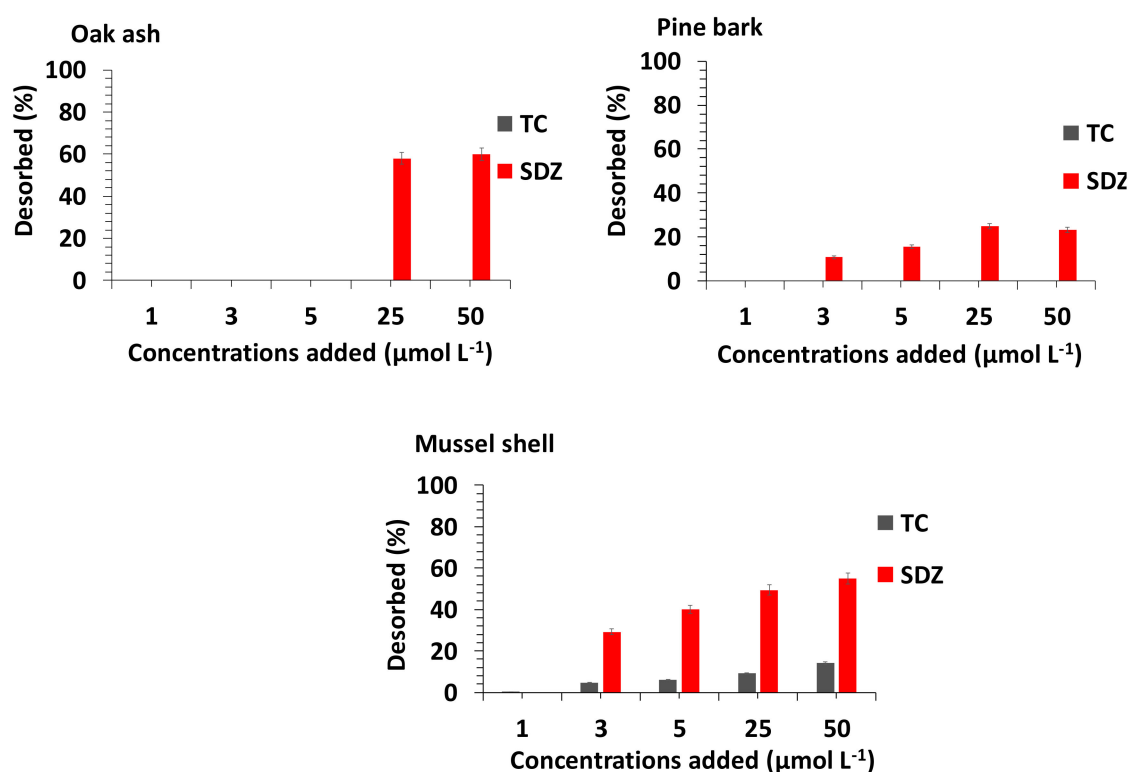 Oak ash
Desorbed (%)
100
80
60
40
20
0
TC
SDZ
1 3 5 25 50
Concentrations added (µmol L⁻¹)
Pine bark
Desorbed (%)
100
80
60
40
20
0
TC
SDZ
1 3 5 25 50
Concentrations added (µmol L⁻¹)
Mussel shell
Desorbed (%)
100
80
60
40
20
0
TC
SDZ
1 3 5 25 50
Concentrations added (µmol L⁻¹)